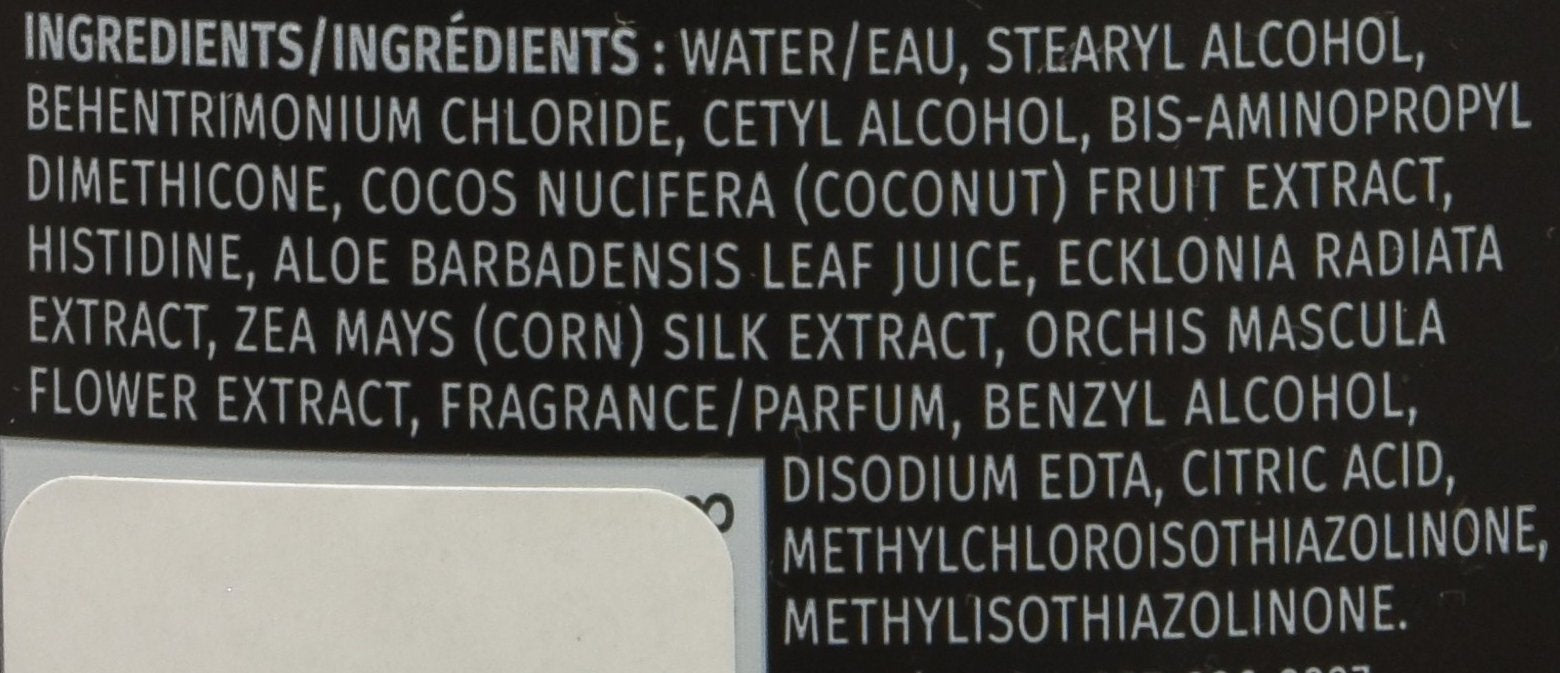 INGREDIENTS/INGRÉDIENTS : WATER/EAU, STEARYL ALCOHOL,
BEHENTRIMONIUM CHLORIDE, CETYL ALCOHOL, BIS-AMINOPROPYL
DIMETHICONE, COCOS NUCIFERA (COCONUT) FRUIT EXTRACT,
HISTIDINE, ALOE BARBADENSIS LEAF JUICE, ECKLONIA RADIATA
EXTRACT, ZEA MAYS (CORN) SILK EXTRACT, ORCHIS MASCULA
FLOWER EXTRACT, FRAGRANCE/PARFUM, BENZYL ALCOHOL,
DISODIUM EDTA, CITRIC ACID,
METHYLCHLOROISOTHIAZOLINONE,
METHYLISOTHIAZOLINONE.